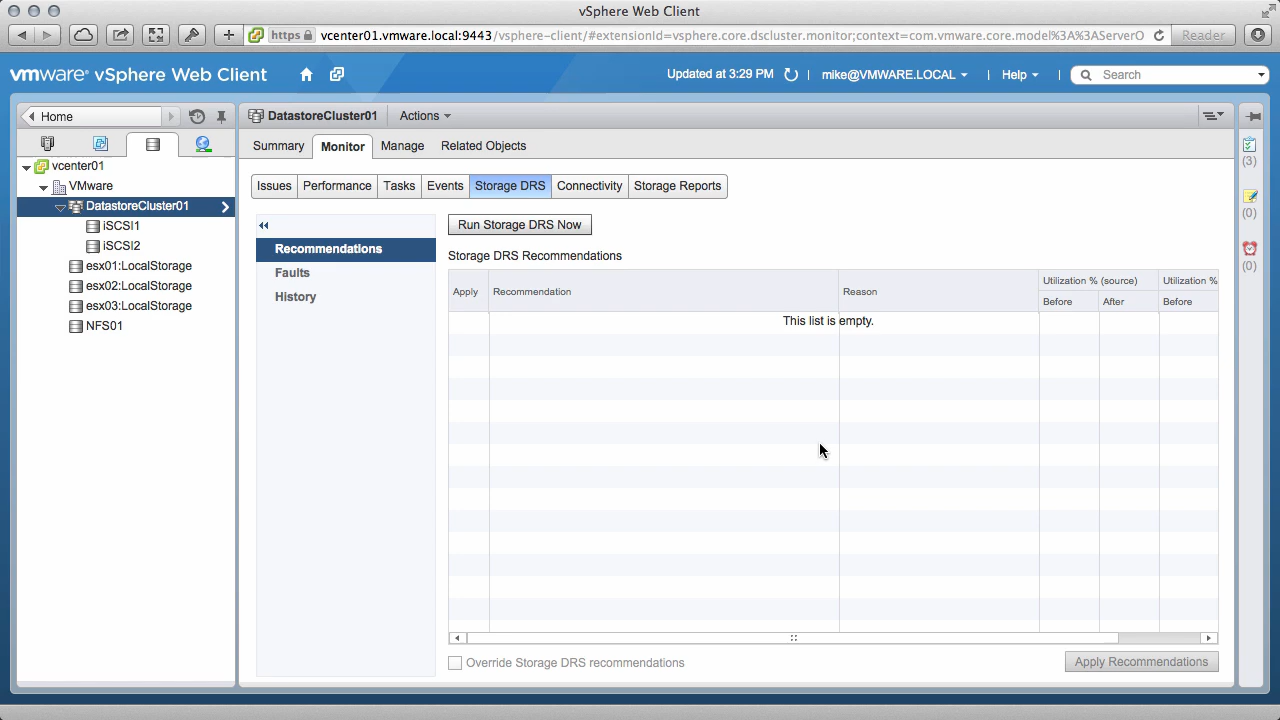 vSphere Web Client
https vcenter01.vmware.local:9443/vsphere-client/#extensionId=vsphere.core.dscluster.monitor;context=com.vmware.core.model%3A%3AServerO Reader
vmware vSphere Web Client Updated at 3:29 PM mike@VMWARE.LOCAL Help Search
Home
DatastoreCluster01 Actions
Summary Monitor Manage Related Objects
vcenter01
VMware
DatastoreCluster01
iSCSI1
iSCSI2
esx01:LocalStorage
esx02:LocalStorage
esx03:LocalStorage
NFS01
Issues Performance Tasks Events Storage DRS Connectivity Storage Reports
Recommendations
Faults
History
Run Storage DRS Now
Storage DRS Recommendations
Apply Recommendation Reason Utilization % (source) Utilization %
Before After Before
This list is empty.
Override Storage DRS recommendations Apply Recommendations
(3)
(0)
(0)